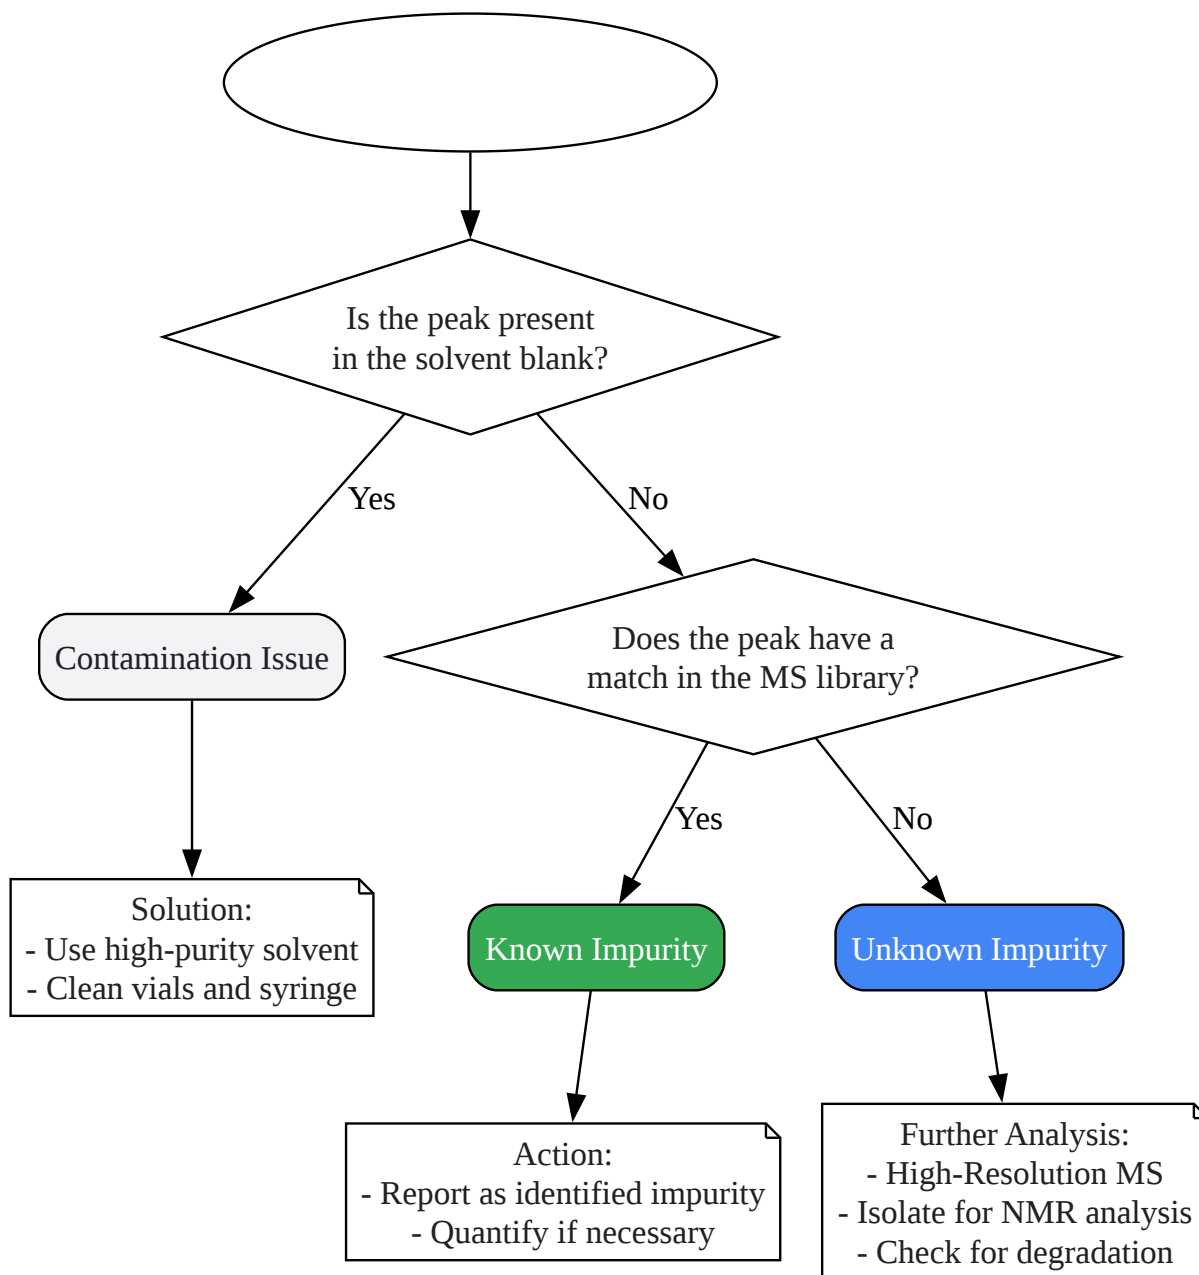 Is the peak present
in the solvent blank?
Yes
No
Contamination Issue
Does the peak have a
match in the MS library?
Yes
No
Solution:
- Use high-purity solvent
- Clean vials and syringe
Known Impurity
Unknown Impurity
Action:
- Report as identified impurity
- Quantify if necessary
Further Analysis:
- High-Resolution MS
- Isolate for NMR analysis
- Check for degradation